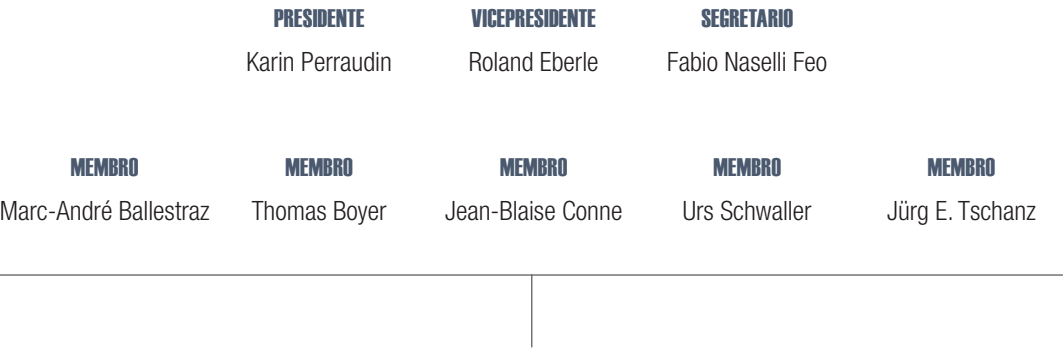 PRESIDENTE VICEPRESIDENTE SEGRETARIO
Karin Perraudin Roland Eberle Fabio Naselli Feo
MEMBRO MEMBRO MEMBRO MEMBRO MEMBRO
Marc-André Ballestraz Thomas Boyer Jean-Blaise Conne Urs Schwaller Jürg E. Tschanz